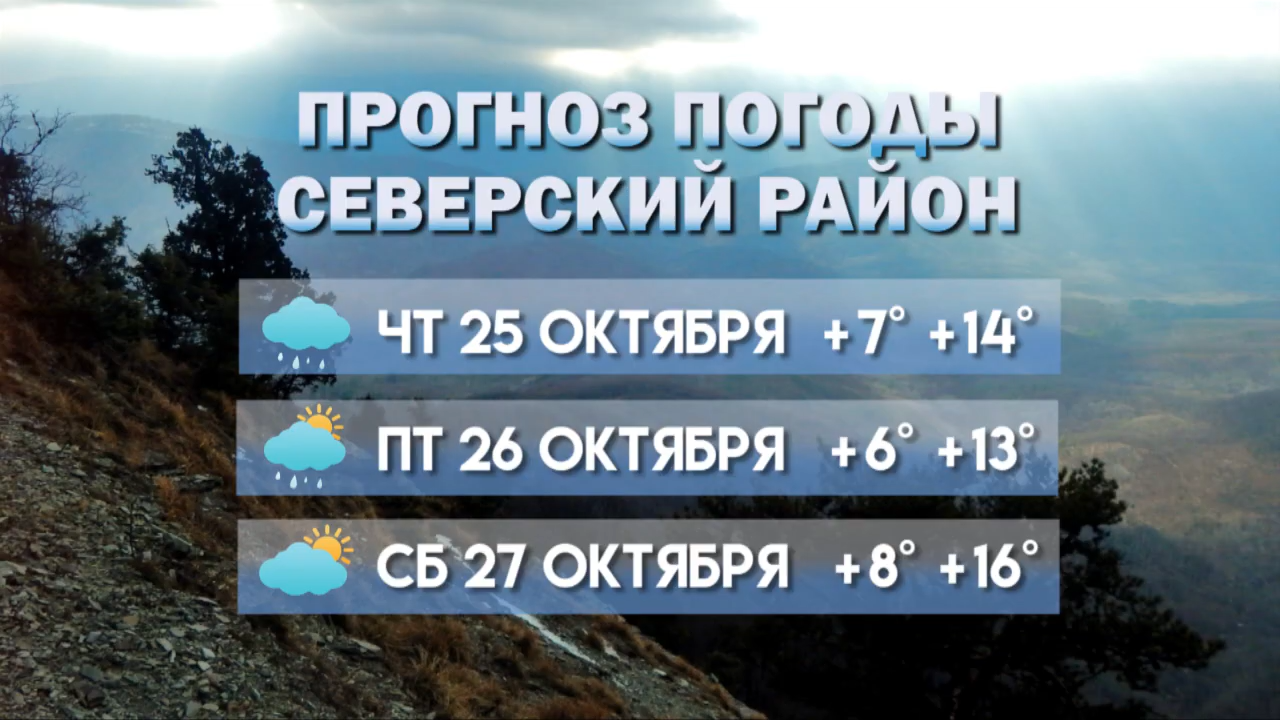 ПРОГНОЗ ПОГОДЫ
СЕВЕРСКИЙ РАЙОН
ЧТ 25 ОКТЯБРЯ +7° +14°
ПТ 26 ОКТЯБРЯ +6° +13°
СБ 27 ОКТЯБРЯ +8° +16°